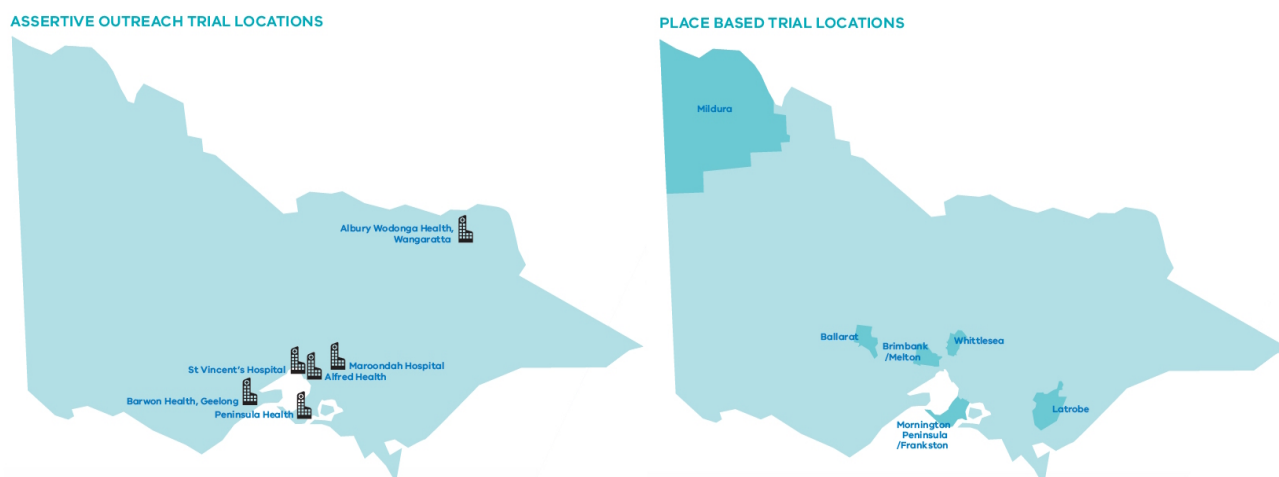 ASSERTIVE OUTREACH TRIAL LOCATIONS
Albury Wodonga Health,
Wangaratta
St Vincent's Hospital
Maroondah Hospital
Alfred Health
Barwon Health, Geelong
Peninsula Health
PLACE BASED TRIAL LOCATIONS
Mildura
Ballarat
Brimbank
/Melton
Whittlesea
Latrobe
Mornington
Peninsula
/Frankston